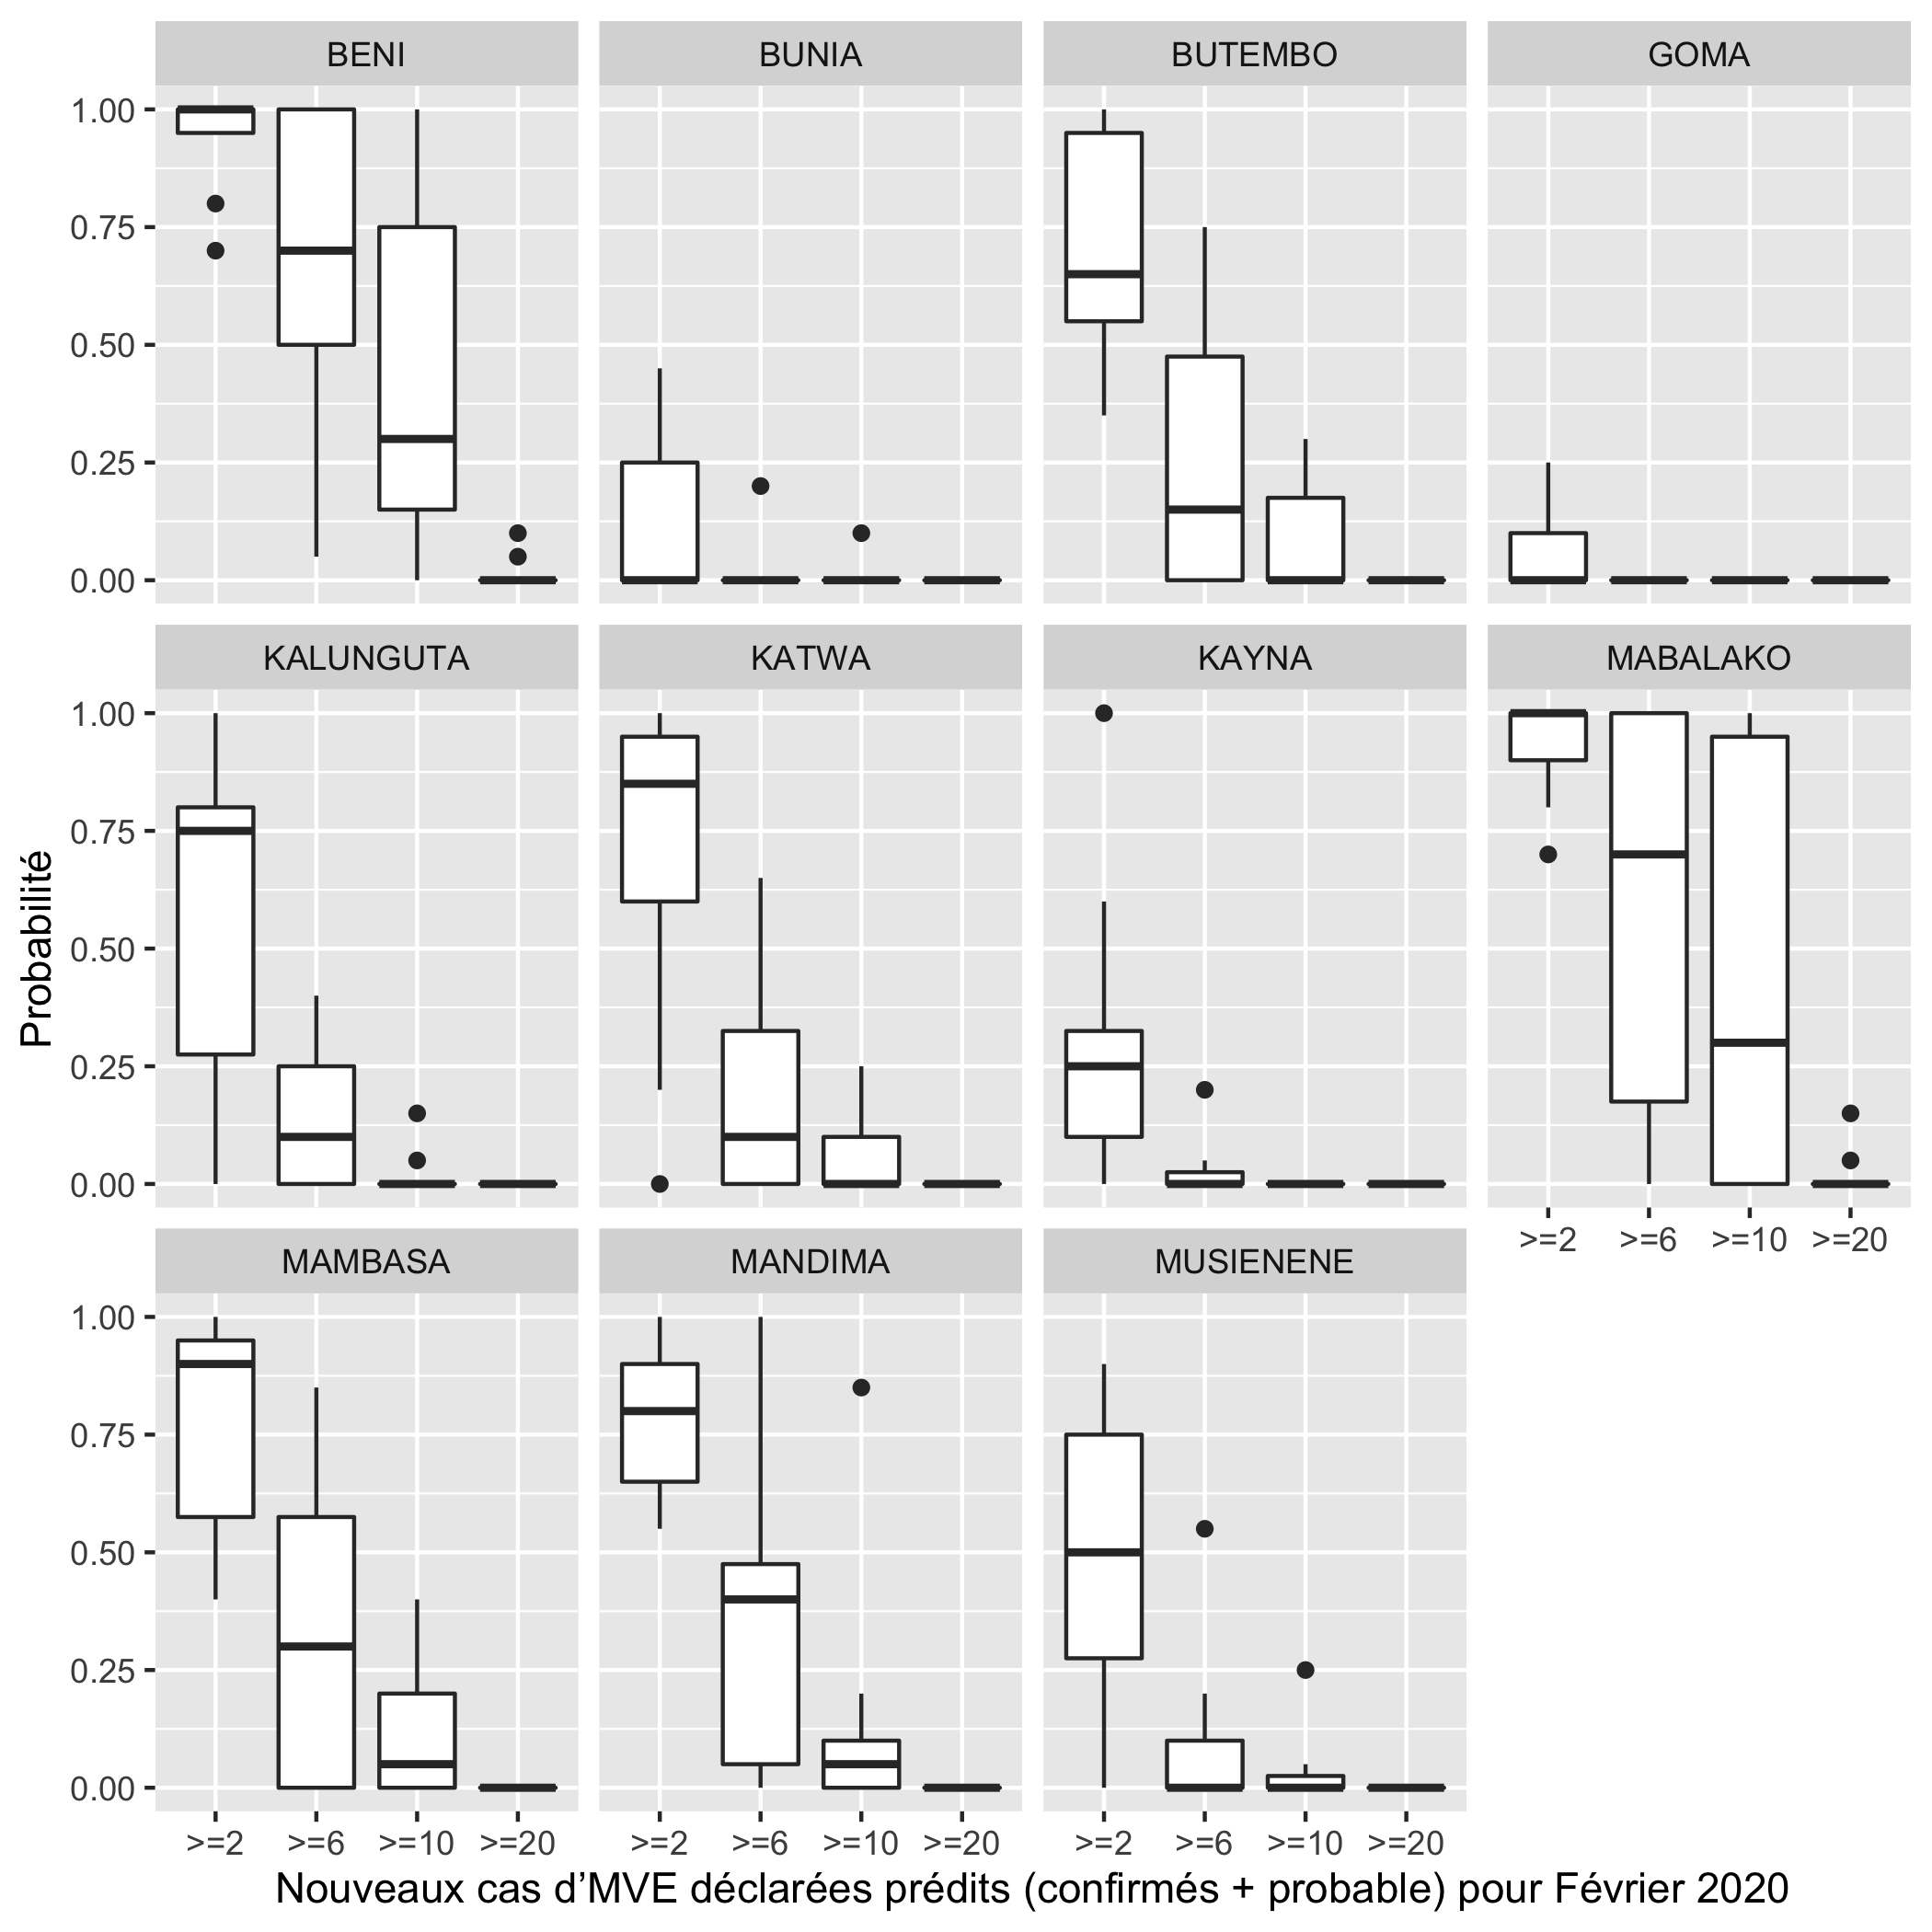 BENI BUNIA BUTEMBO GOMA
1.00
0.75
0.50
0.25
0.00
KALUNGUTA KATWA KAYNA MABALAKO
1.00
0.75
0.50
0.25
0.00
>=2 >=6 >=10 >=20
MAMBASA MANDIMA MUSIENENE
1.00
0.75
0.50
0.25
0.00
>=2 >=6 >=10 >=20 >=2 >=6 >=10 >=20 >=2 >=6 >=10 >=20
Probabilité
Nouveaux cas d’MVE déclarées prédits (confirmés + probable) pour Février 2020